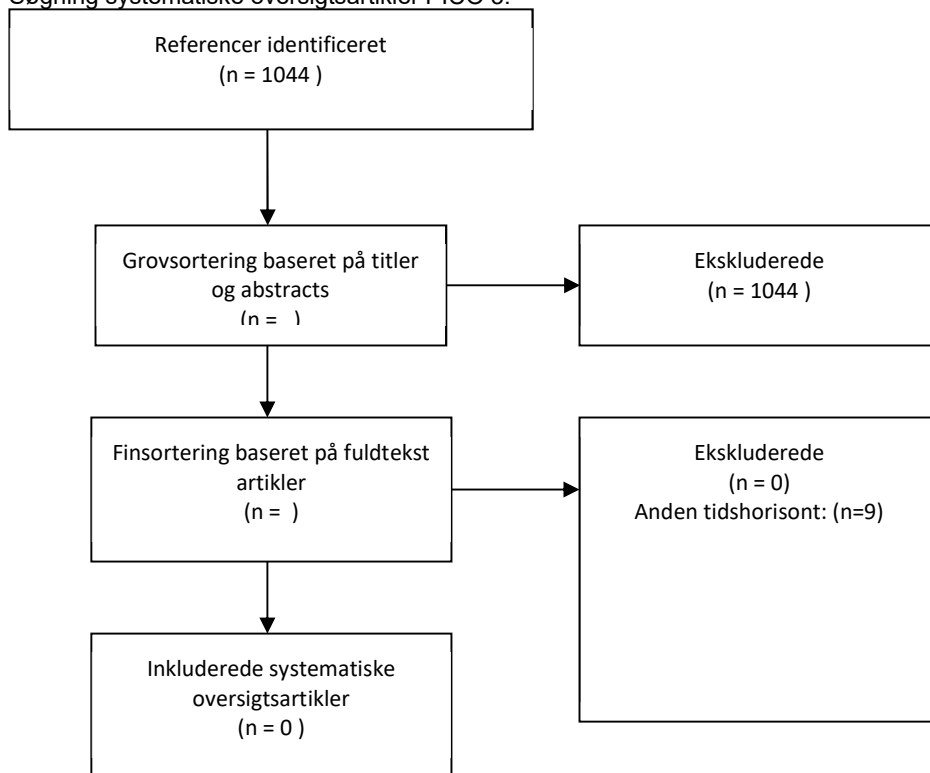 Søgning systematiske oversigtsartikler PICO
Referencer identificeret
(n = 1044 )
Grovsortering baseret på titler
og abstracts
(n = )
Ekskluderede
(n = 1044 )
Finsortering baseret på fuldtekst
artikler
(n = )
Ekskluderede
(n = 0)
Anden tidshorisont: (n=9)
Inkluderede systematiske
oversigtsartikler
(n = 0 )